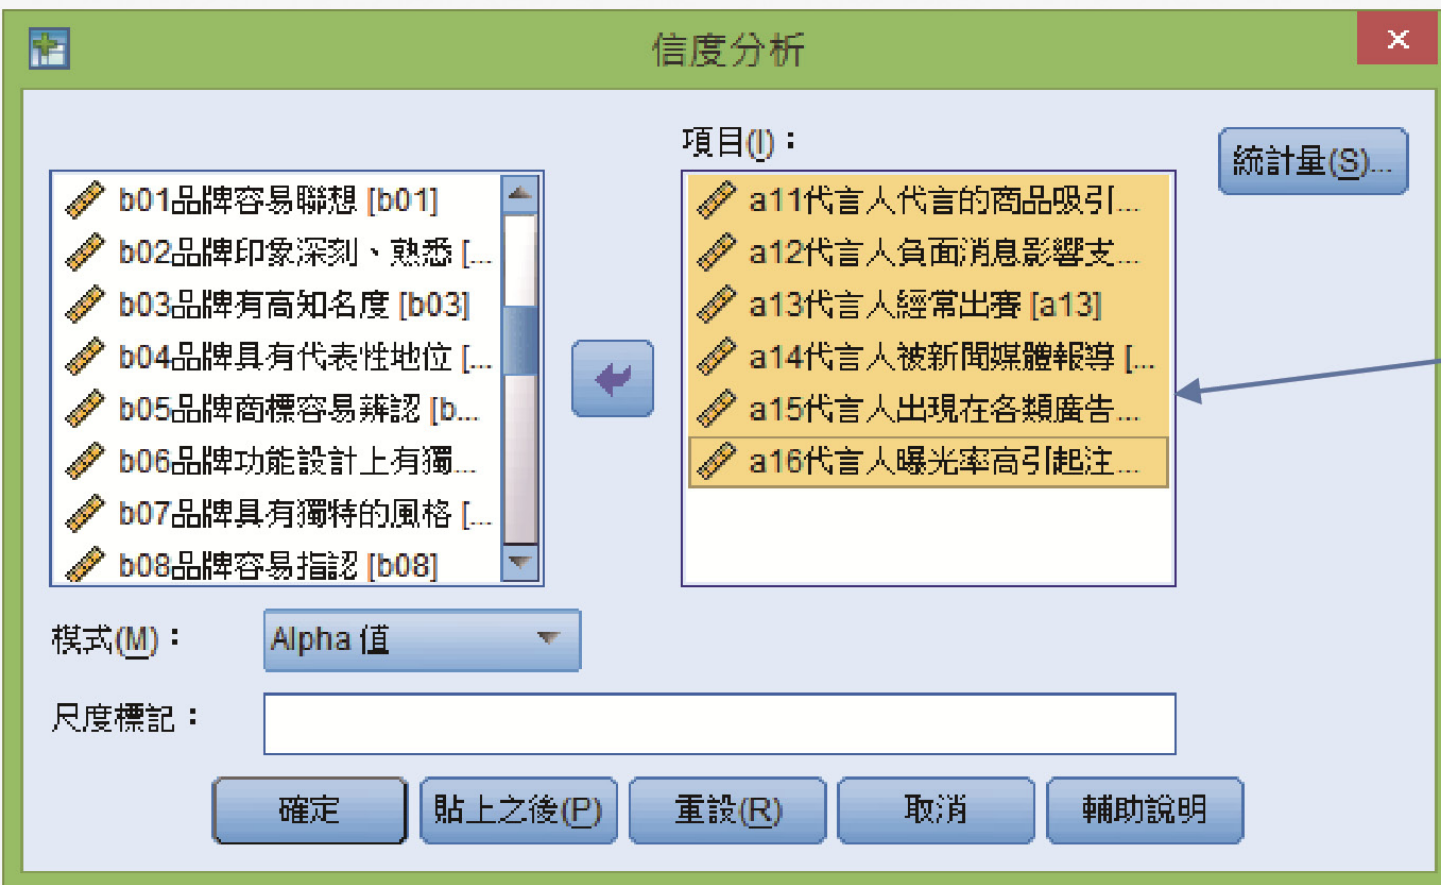 信度分析
項目(I)：
統計量(S)...
b01品牌容易聯想 [b01]
b02品牌印象深刻、熟悉 [...
b03品牌有高知名度 [b03]
b04品牌具有代表性地位 [...
b05品牌商標容易辨認 [b...
b06品牌功能設計上有獨...
b07品牌具有獨特的風格 [...
b08品牌容易指認 [b08]
a11代言人代言的商品吸引...
a12代言人負面消息影響支...
a13代言人經常出賽 [a13]
a14代言人被新聞媒體報導 [...
a15代言人出現在各類廣告...
a16代言人曝光率高引起注...
模式(M)：
Alpha 值
尺度標記：
確定
貼上之後(P)
重設(R)
取消
輔助說明